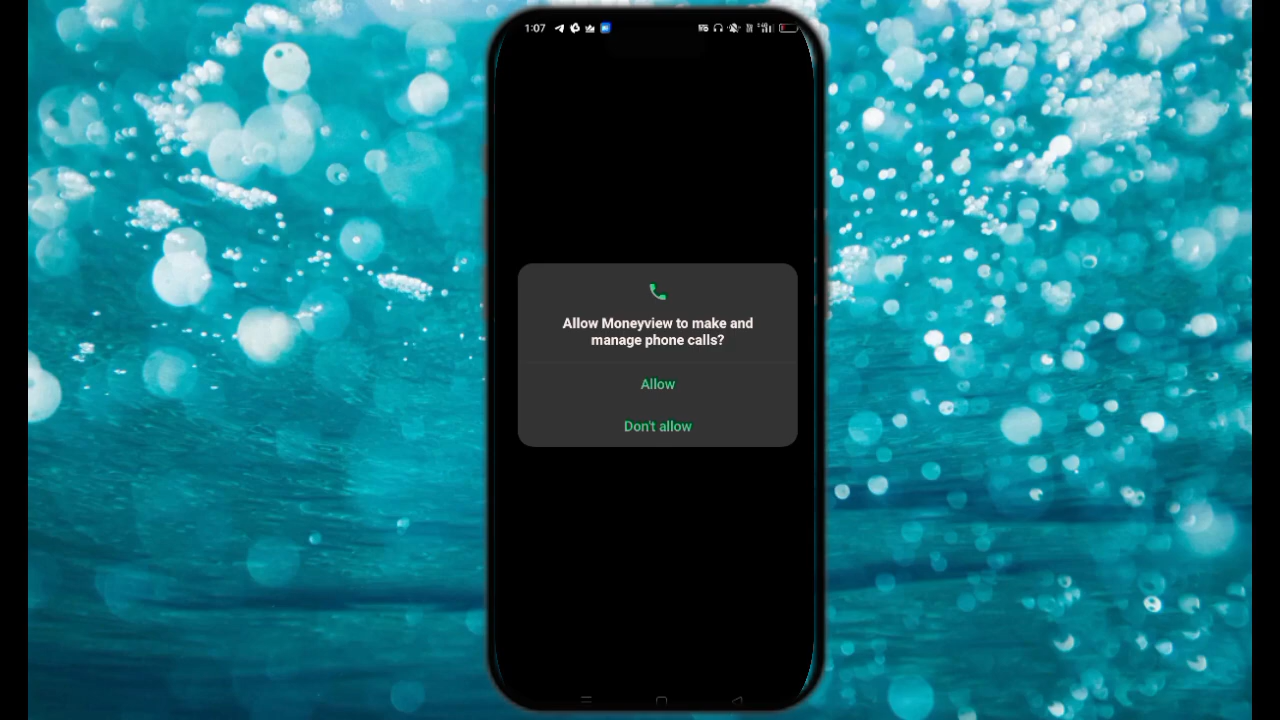 1:07
Allow Moneyview to make and
manage phone calls?
Allow
Don't allow